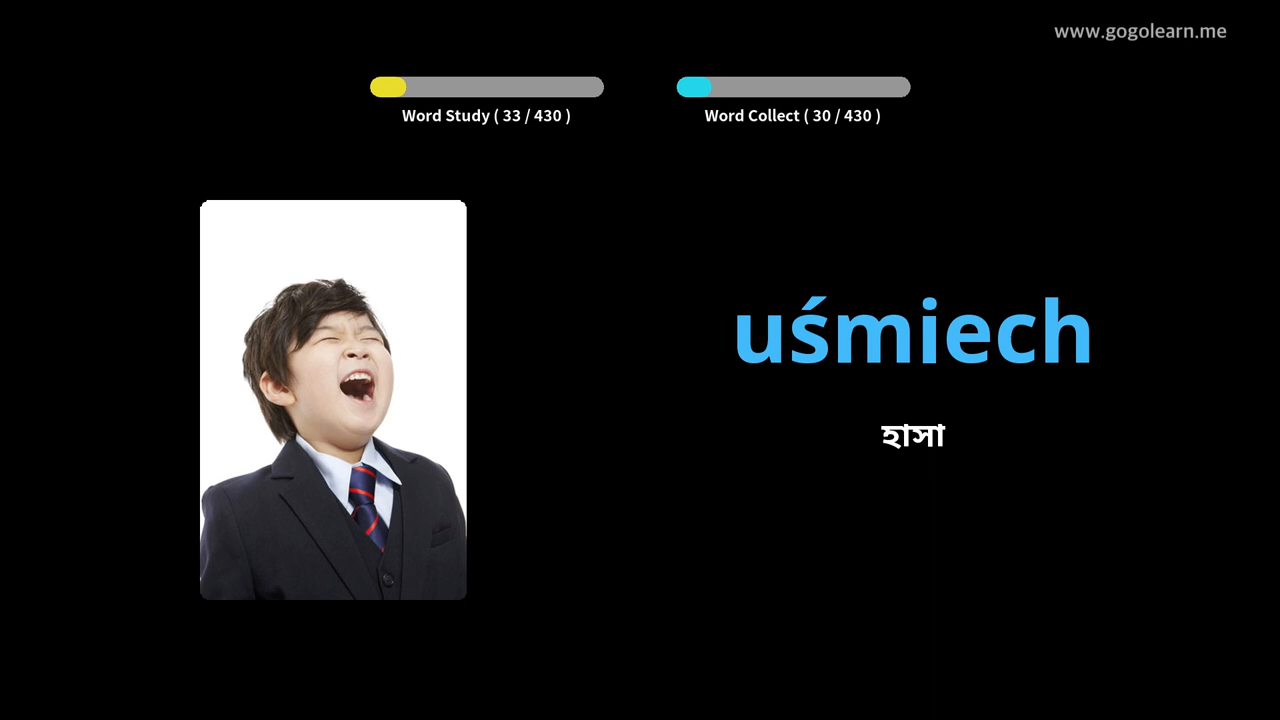 www.gogolearn.me
Word Study ( 33 / 430 )
Word Collect ( 30 / 430 )
uśmiech
হাসা